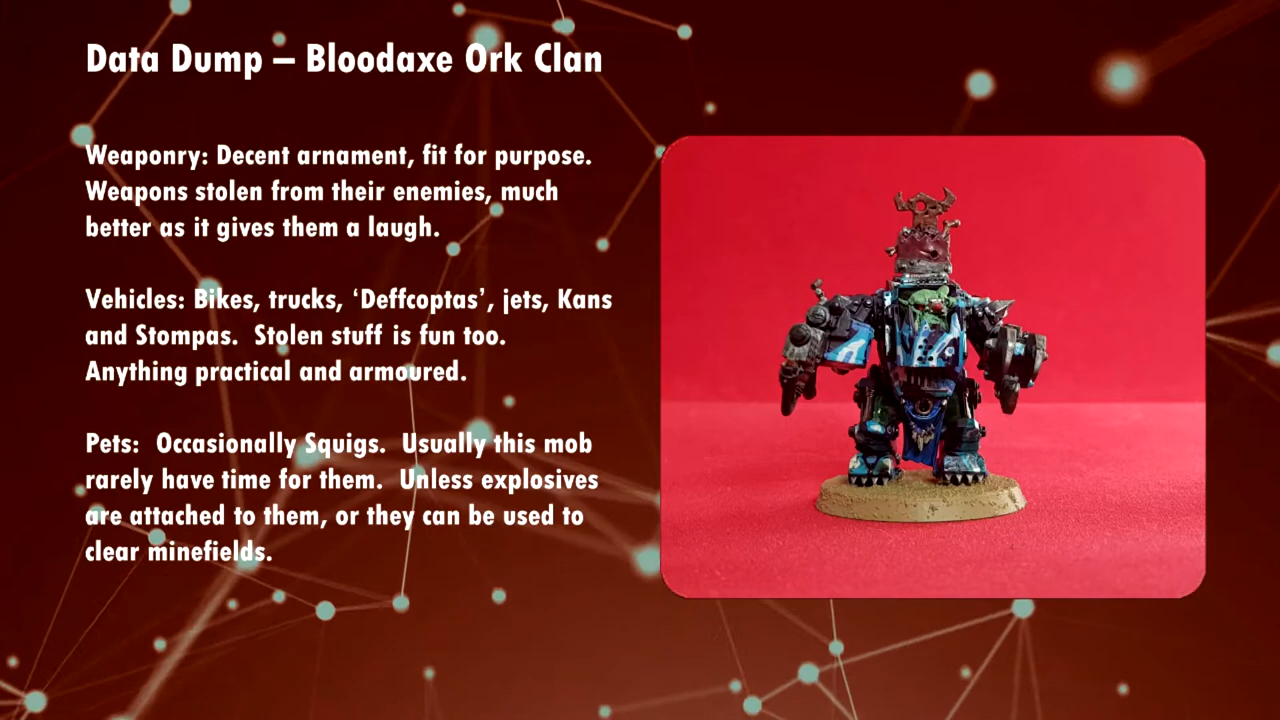 Data Dump – Bloodaxe Ork Clan
Weaponry: Decent arnament, fit for purpose.
Weapons stolen from their enemies, much
better as it gives them a laugh.
Vehicles: Bikes, trucks, ‘Deffcoptas’, jets, Kans
and Stompas.  Stolen stuff is fun too.
Anything practical and armoured.
Pets:  Occasionally Squigs.  Usually this mob
rarely have time for them.  Unless explosives
are attached to them, or they can be used to
clear minefields.